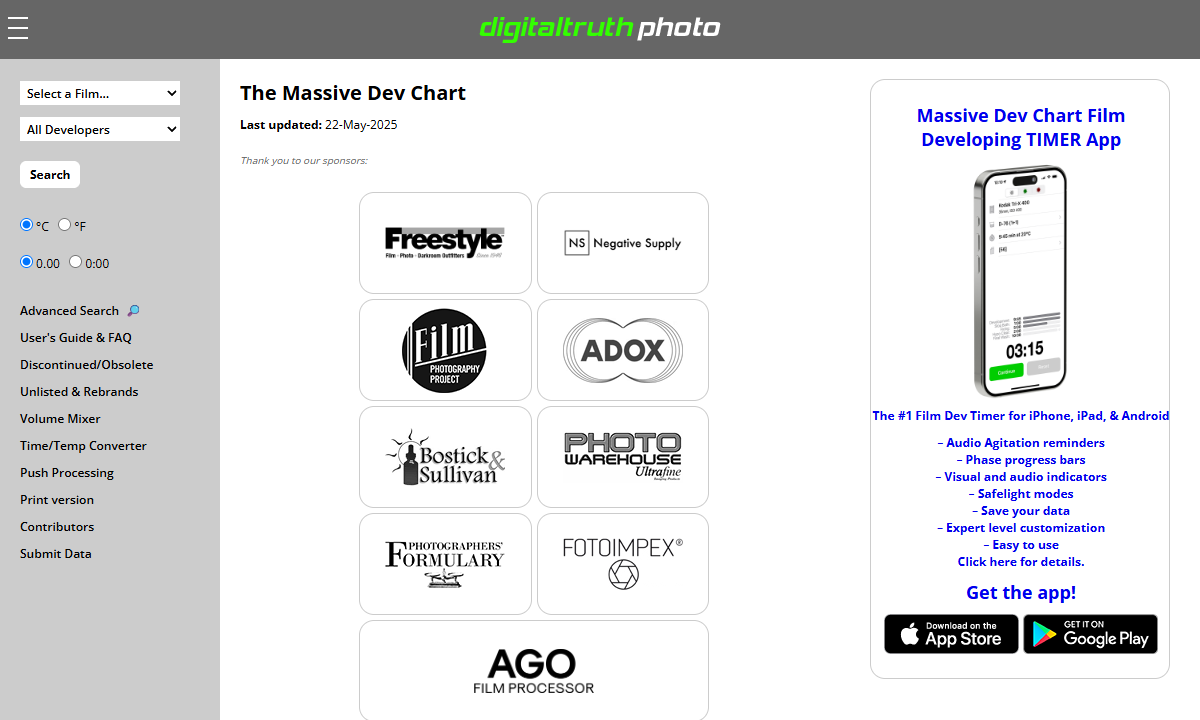 digitaltruth photo
Select a Film...
All Developers
Search
°C °F
0.00 0:00
Advanced Search
User's Guide & FAQ
Discontinued/Obsolete
Unlisted & Rebrands
Volume Mixer
Time/Temp Converter
Push Processing
Print version
Contributors
Submit Data
The Massive Dev Chart
Last updated: 22-May-2025
Thank you to our sponsors:
Freestyle
Film - Photo - Darkroom Outfitters
NS Negative Supply
Film
PHOTOGRAPHY
PROJECT
ADOX
Bostick &
Sullivan
PHOTO
WAREHOUSE
Ultrafine
PHOTOGRAPHERS'
FORMULARY
FOTOIMPEX®
AGO
FILM PROCESSOR
Massive Dev Chart Film
Developing TIMER App
Kodak Tri-X 400
03:15
Continue
The #1 Film Dev Timer for iPhone, iPad, & Android
– Audio Agitation reminders
– Phase progress bars
– Visual and audio indicators
– Safelight modes
– Save your data
– Expert level customization
– Easy to use
Click here for details.
Get the app!
Download on the
App Store
GET IT ON
Google Play